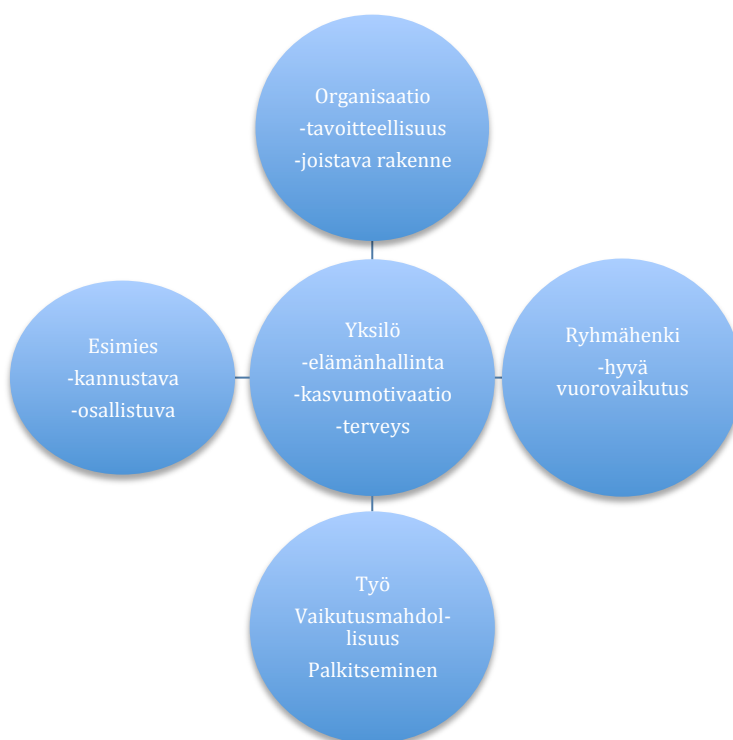 Organisaatio
-tavoitteellisuus
-joistava rakenne
Esimies
-kannustava
-osallistuva
Yksilö
-elämänhallinta
-kasvumotivaatio
-terveys
Ryhmähenki
-hyvä
vuorovaikutus
Työ
Vaikutusmahdol-
lisuus
Palkitseminen